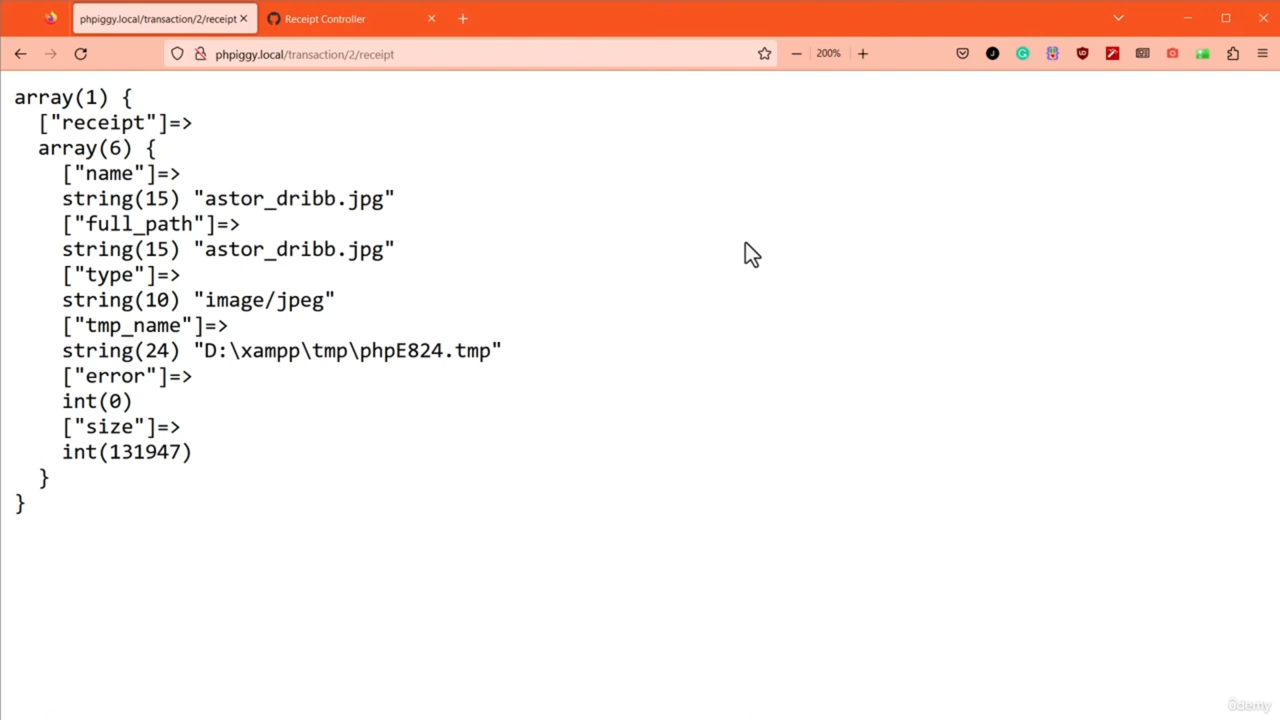 phpiggy.local/transaction/2/receipt
Receipt Controller
phpiggy.local/transaction/2/receipt
200%
array(1) {
["receipt"]=>
array(6) {
["name"]=>
string(15) "astor_dribb.jpg"
["full_path"]=>
string(15) "astor_dribb.jpg"
["type"]=>
string(10) "image/jpeg"
["tmp_name"]=>
string(24) "D:\xampp\tmp\phpE824.tmp"
["error"]=>
int(0)
["size"]=>
int(131947)
}
}
ûdemy